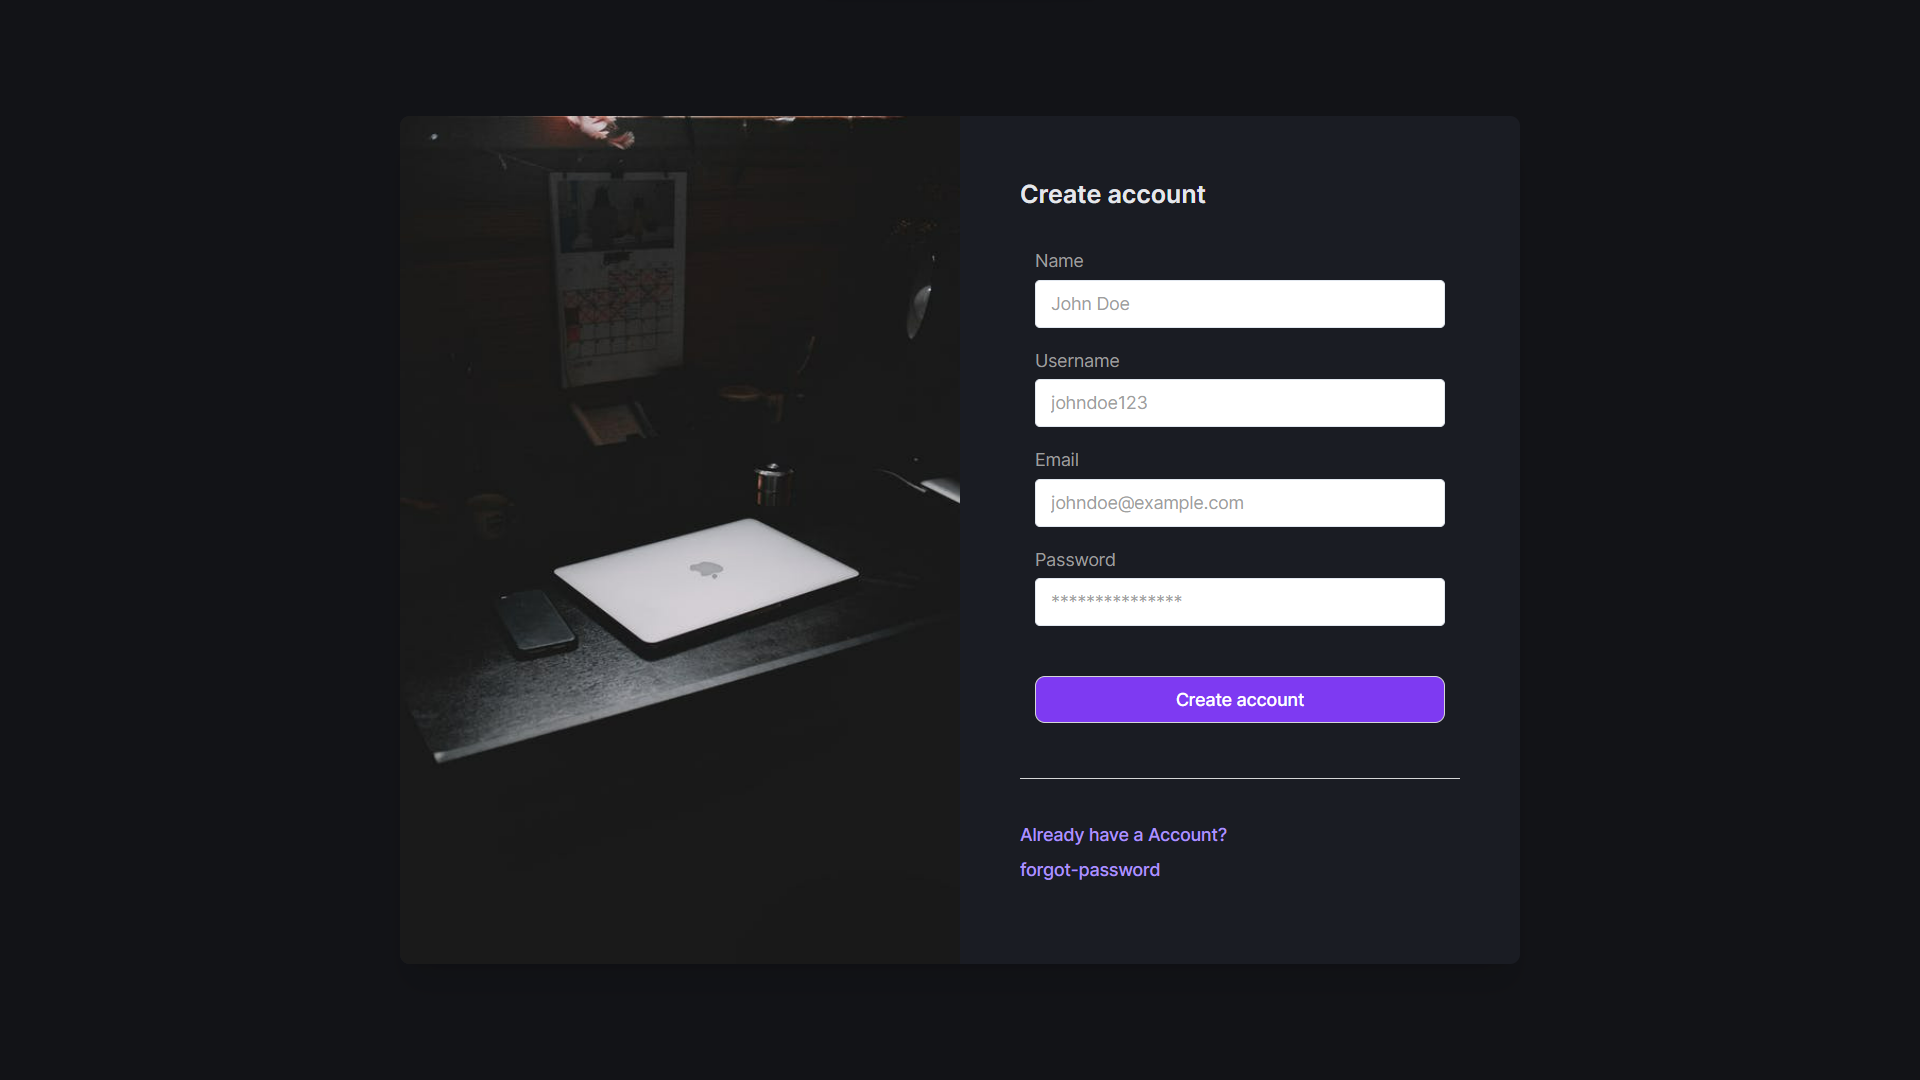 Create account
Name
John Doe
Username
johndoe123
Email
johndoe@example.com
Password
***************
Create account
Already have a Account?
forgot-password